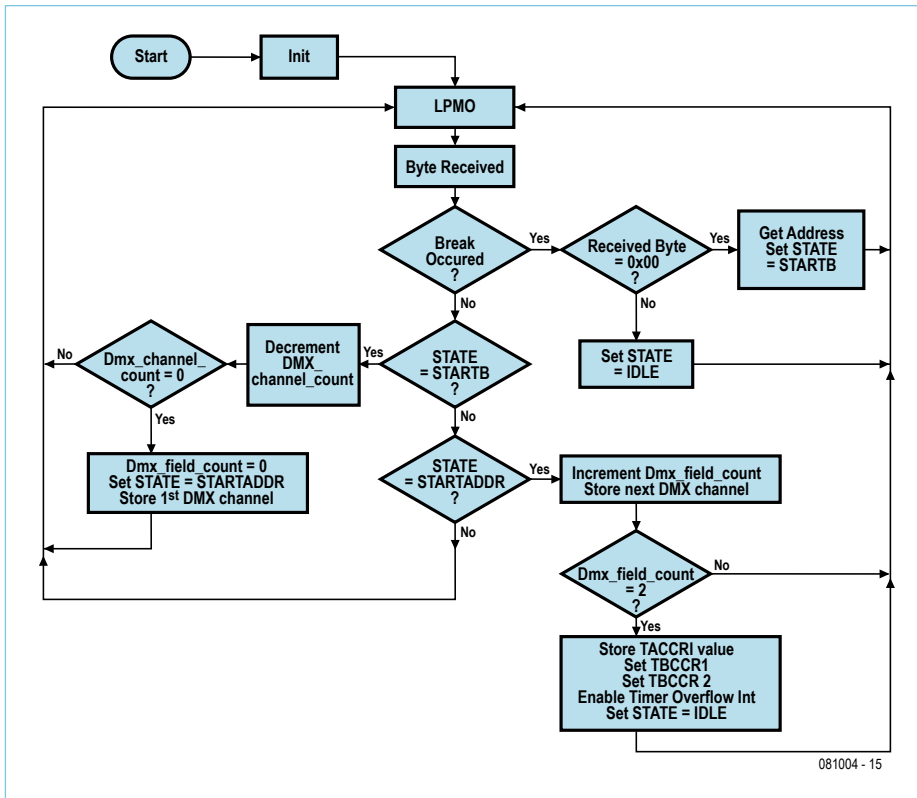 Start
Init
LPMO
Byte Received
Break
Occured
?
Yes
Received Byte
= 0x00
?
Yes
Get Address
Set STATE
= STARTB
No
No
Set STATE
= IDLE
STATE
= STARTB
?
Yes
Decrement
DMX_
channel_count
Dmx_channel_
count = 0
?
No
Yes
Dmx_field_count = 0
Set STATE = STARTADDR
Store 1st DMX channel
No
STATE
= STARTADDR
?
Yes
Increment Dmx_field_count
Store next DMX channel
No
Dmx_field_count
= 2
?
No
Yes
Store TACCRI value
Set TBCCR1
Set TBCCR 2
Enable Timer Overflow Int
Set STATE = IDLE
081004 - 15